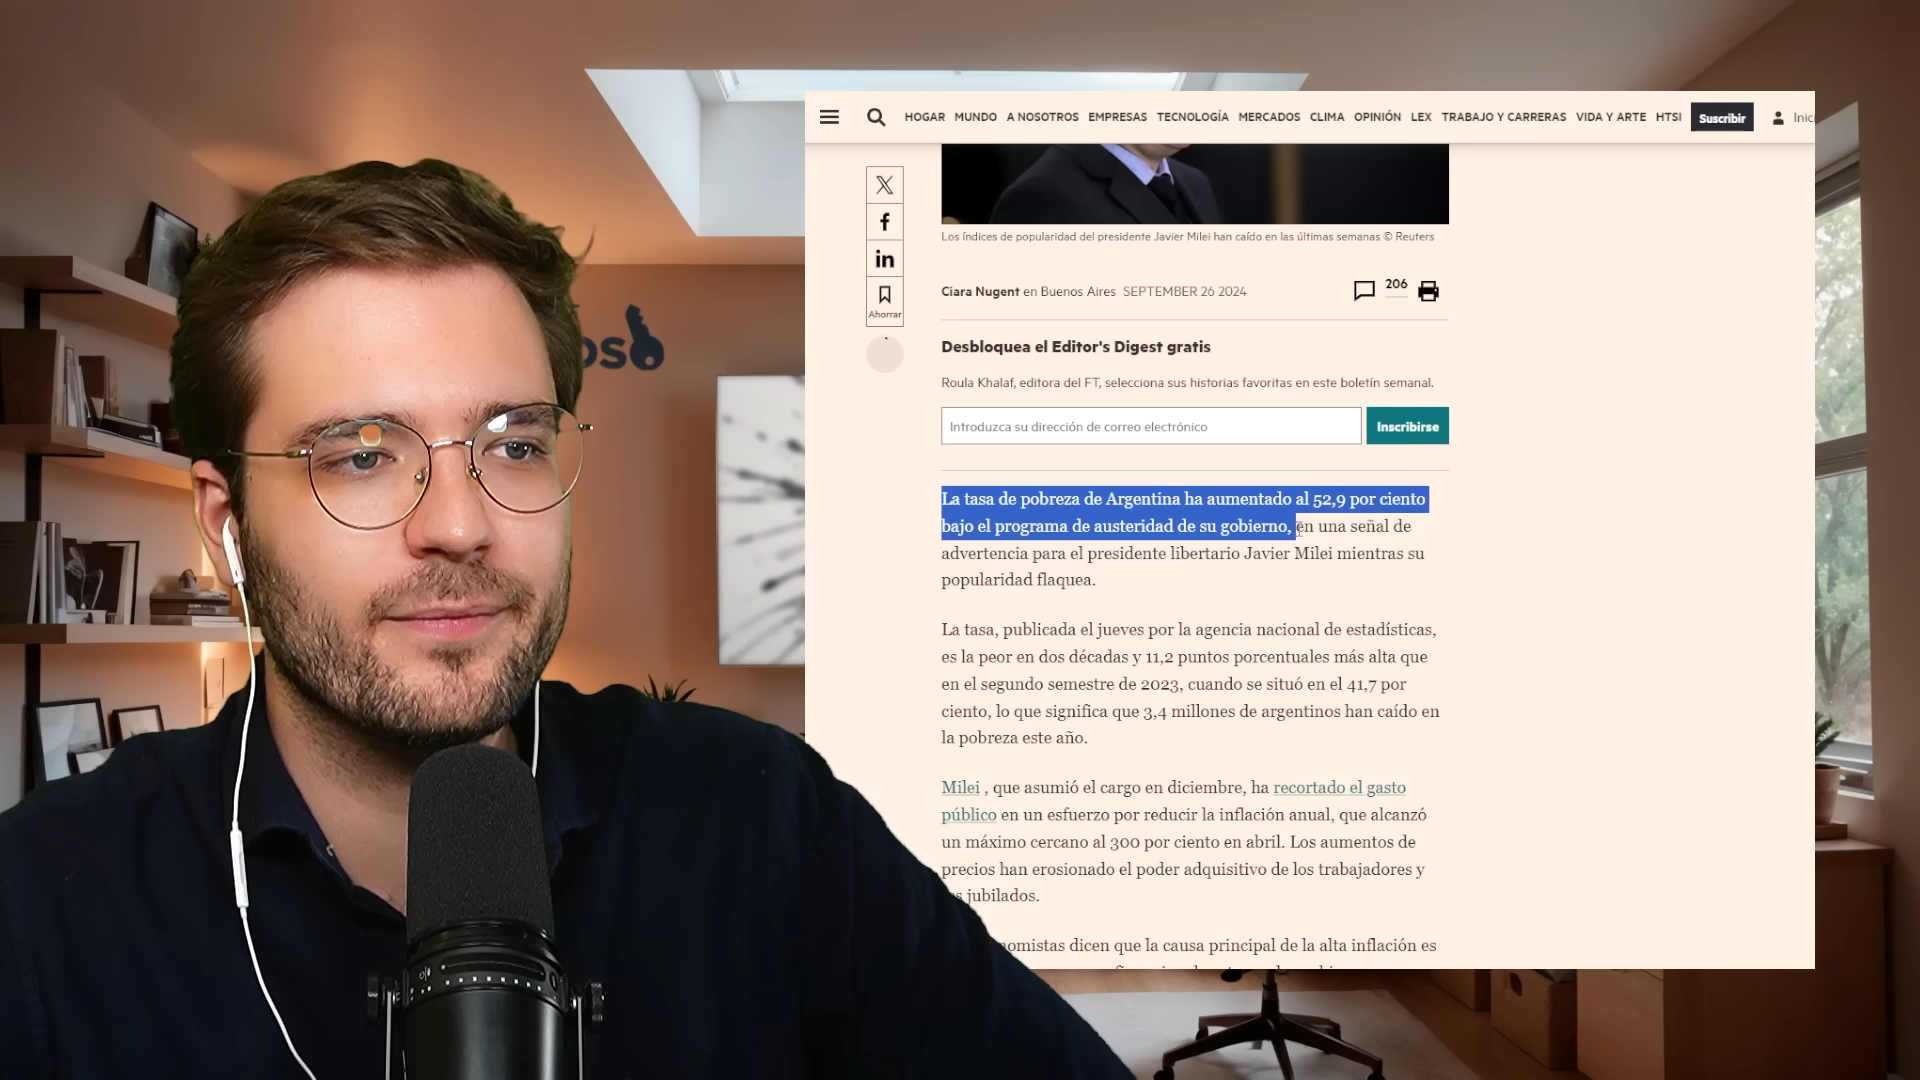 HOGAR MUNDO A NOSOTROS EMPRESAS TECNOLOGÍA MERCADOS CLIMA OPINIÓN LEX TRABAJO Y CARRERAS VIDA Y ARTE HTSI Suscribir
Los índices de popularidad del presidente Javier Milei han caído en las últimas semanas © Reuters
Ahorrar
Ciara Nugent en Buenos Aires SEPTEMBER 26 2024
206
Desbloquea el Editor's Digest gratis
Roula Khalaf, editora del FT, selecciona sus historias favoritas en este boletín semanal.
Introduzca su dirección de correo electrónico
Inscribirse
La tasa de pobreza de Argentina ha aumentado al 52,9 por ciento
bajo el programa de austeridad de su gobierno, en una señal de
advertencia para el presidente libertario Javier Milei mientras su
popularidad flaquea.
La tasa, publicada el jueves por la agencia nacional de estadísticas,
es la peor en dos décadas y 11,2 puntos porcentuales más alta que
en el segundo semestre de 2023, cuando se situó en el 41,7 por
ciento, lo que significa que 3,4 millones de argentinos han caído en
la pobreza este año.
Milei , que asumió el cargo en diciembre, ha recortado el gasto
público en un esfuerzo por reducir la inflación anual, que alcanzó
un máximo cercano al 300 por ciento en abril. Los aumentos de
precios han erosionado el poder adquisitivo de los trabajadores y
jubilados.
dicen que la causa principal de la alta inflación es